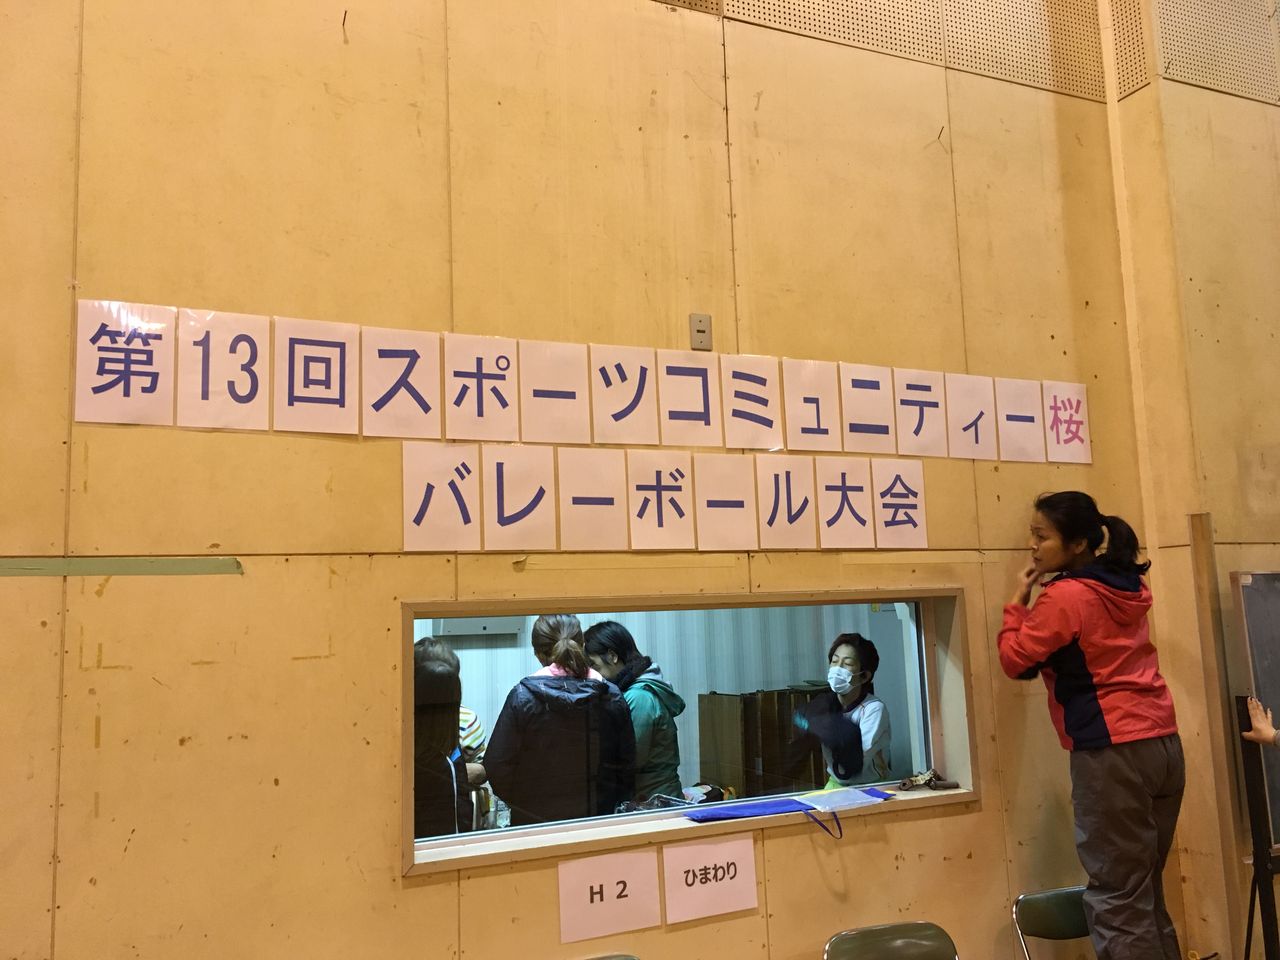 第13回スポーツコミュニティー桜
バレーボール大会
H2
ひまわり